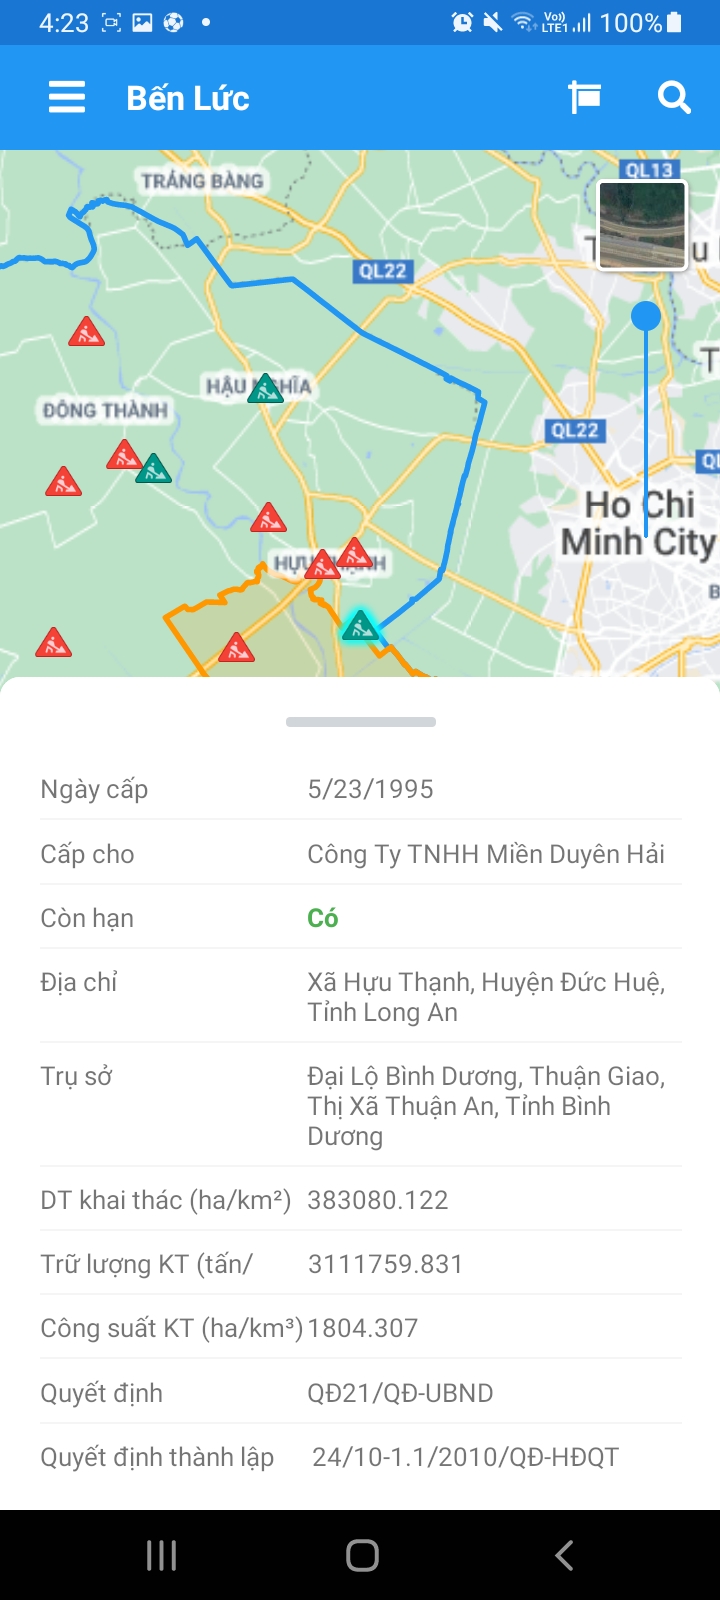 4:23 Vo)) LTE1 100%
Bến Lức
TRẢNG BÀNG
QL13
QL22
HẬU NGHĨA
ĐÔNG THÀNH
QL22
Ho Chi
Minh City
Ngày cấp 5/23/1995
Cấp cho Công Ty TNHH Miền Duyên Hải
Còn hạn Có
Địa chỉ Xã Hựu Thạnh, Huyện Đức Huệ,
Tỉnh Long An
Trụ sở Đại Lộ Bình Dương, Thuận Giao,
Thị Xã Thuận An, Tỉnh Bình
Dương
DT khai thác (ha/km²) 383080.122
Trữ lượng KT (tấn/ 3111759.831
Công suất KT (ha/km³) 1804.307
Quyết định QĐ21/QĐ-UBND
Quyết định thành lập 24/10-1.1/2010/QĐ-HĐQT